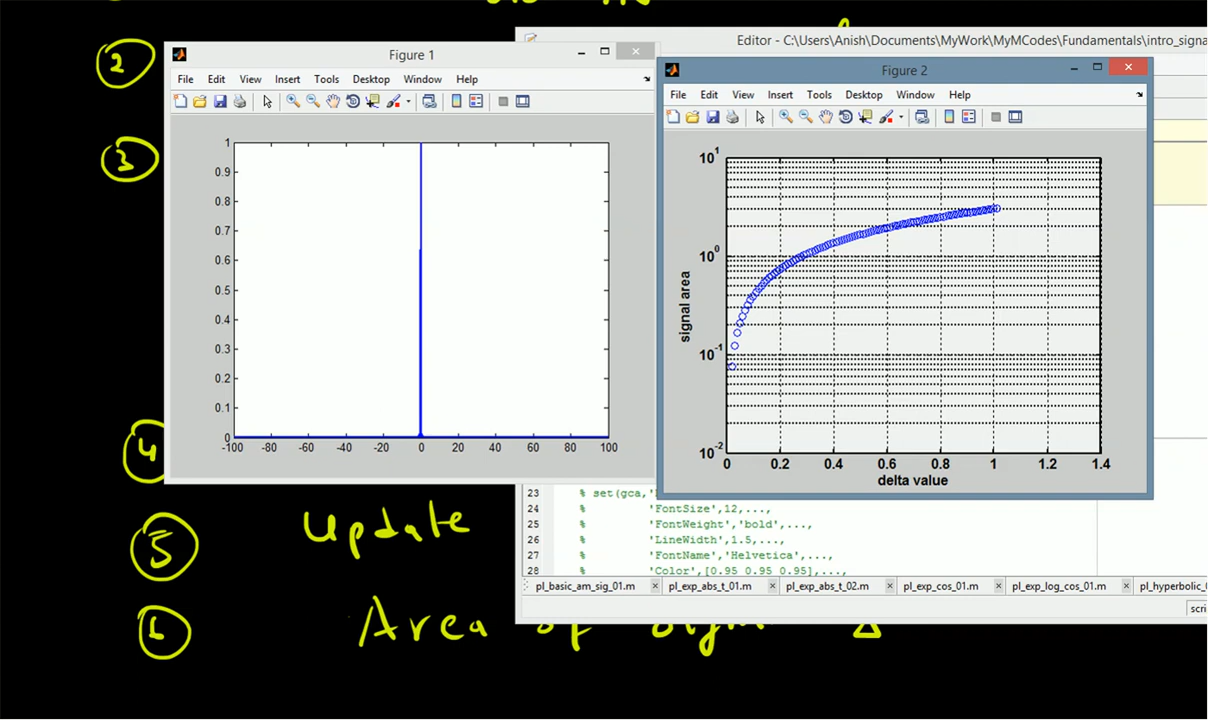 2
Editor - C:\Users\Anish\Documents\MyWork\MyMCodes\Fundamentals\intro_signa
Figure 1
File Edit View Insert Tools Desktop Window Help
1
0.9
0.8
0.7
0.6
0.5
0.4
0.3
0.2
0.1
0
-100 -80 -60 -40 -20 0 20 40 60 80 100
Figure 2
File Edit View Insert Tools Desktop Window Help
signal area
10^1
10^0
10^-1
10^-2
0 0.2 0.4 0.6 0.8 1 1.2 1.4
delta value
3
4
23 % set(gca,'
24 % 'FontSize',12,...,
25 % 'FontWeight','bold',...,
26 % 'LineWidth',1.5,...,
27 % 'FontName','Helvetica',...,
28 % 'Color',[0.95 0.95 0.95],...,
pl_basic_am_sig_01.m pl_exp_abs_t_01.m pl_exp_abs_t_02.m pl_exp_cos_01.m pl_exp_log_cos_01.m pl_hyperbolic_
scri
5 Update
6 Area of